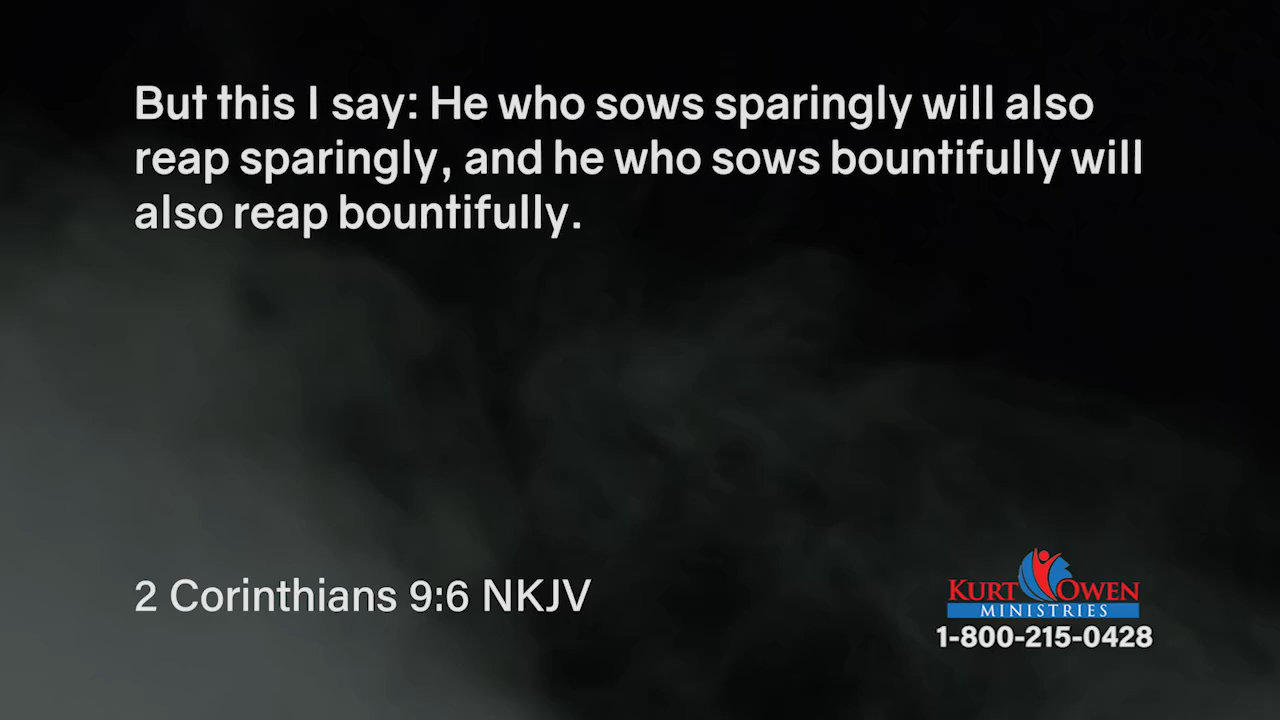 But this I say: He who sows sparingly will also
reap sparingly, and he who sows bountifully will
also reap bountifully.
2 Corinthians 9:6 NKJV
KURT OWEN
MINISTRIES
1-800-215-0428